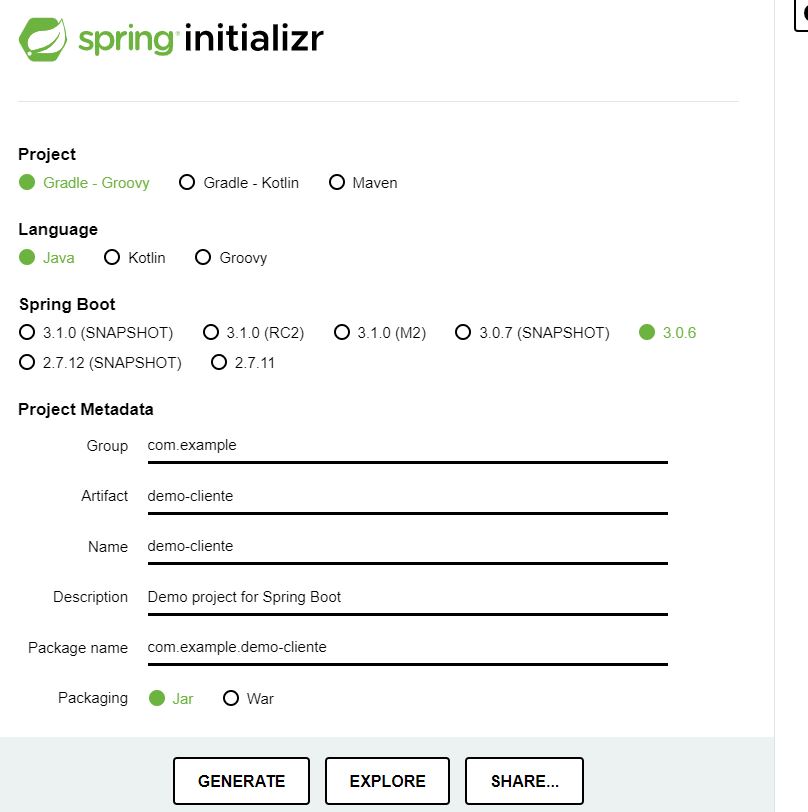 spring initializr
Project
Gradle - Groovy Gradle - Kotlin Maven
Language
Java Kotlin Groovy
Spring Boot
3.1.0 (SNAPSHOT) 3.1.0 (RC2) 3.1.0 (M2) 3.0.7 (SNAPSHOT) 3.0.6
2.7.12 (SNAPSHOT) 2.7.11
Project Metadata
Group com.example
Artifact demo-cliente
Name demo-cliente
Description Demo project for Spring Boot
Package name com.example.demo-cliente
Packaging Jar War
GENERATE EXPLORE SHARE...